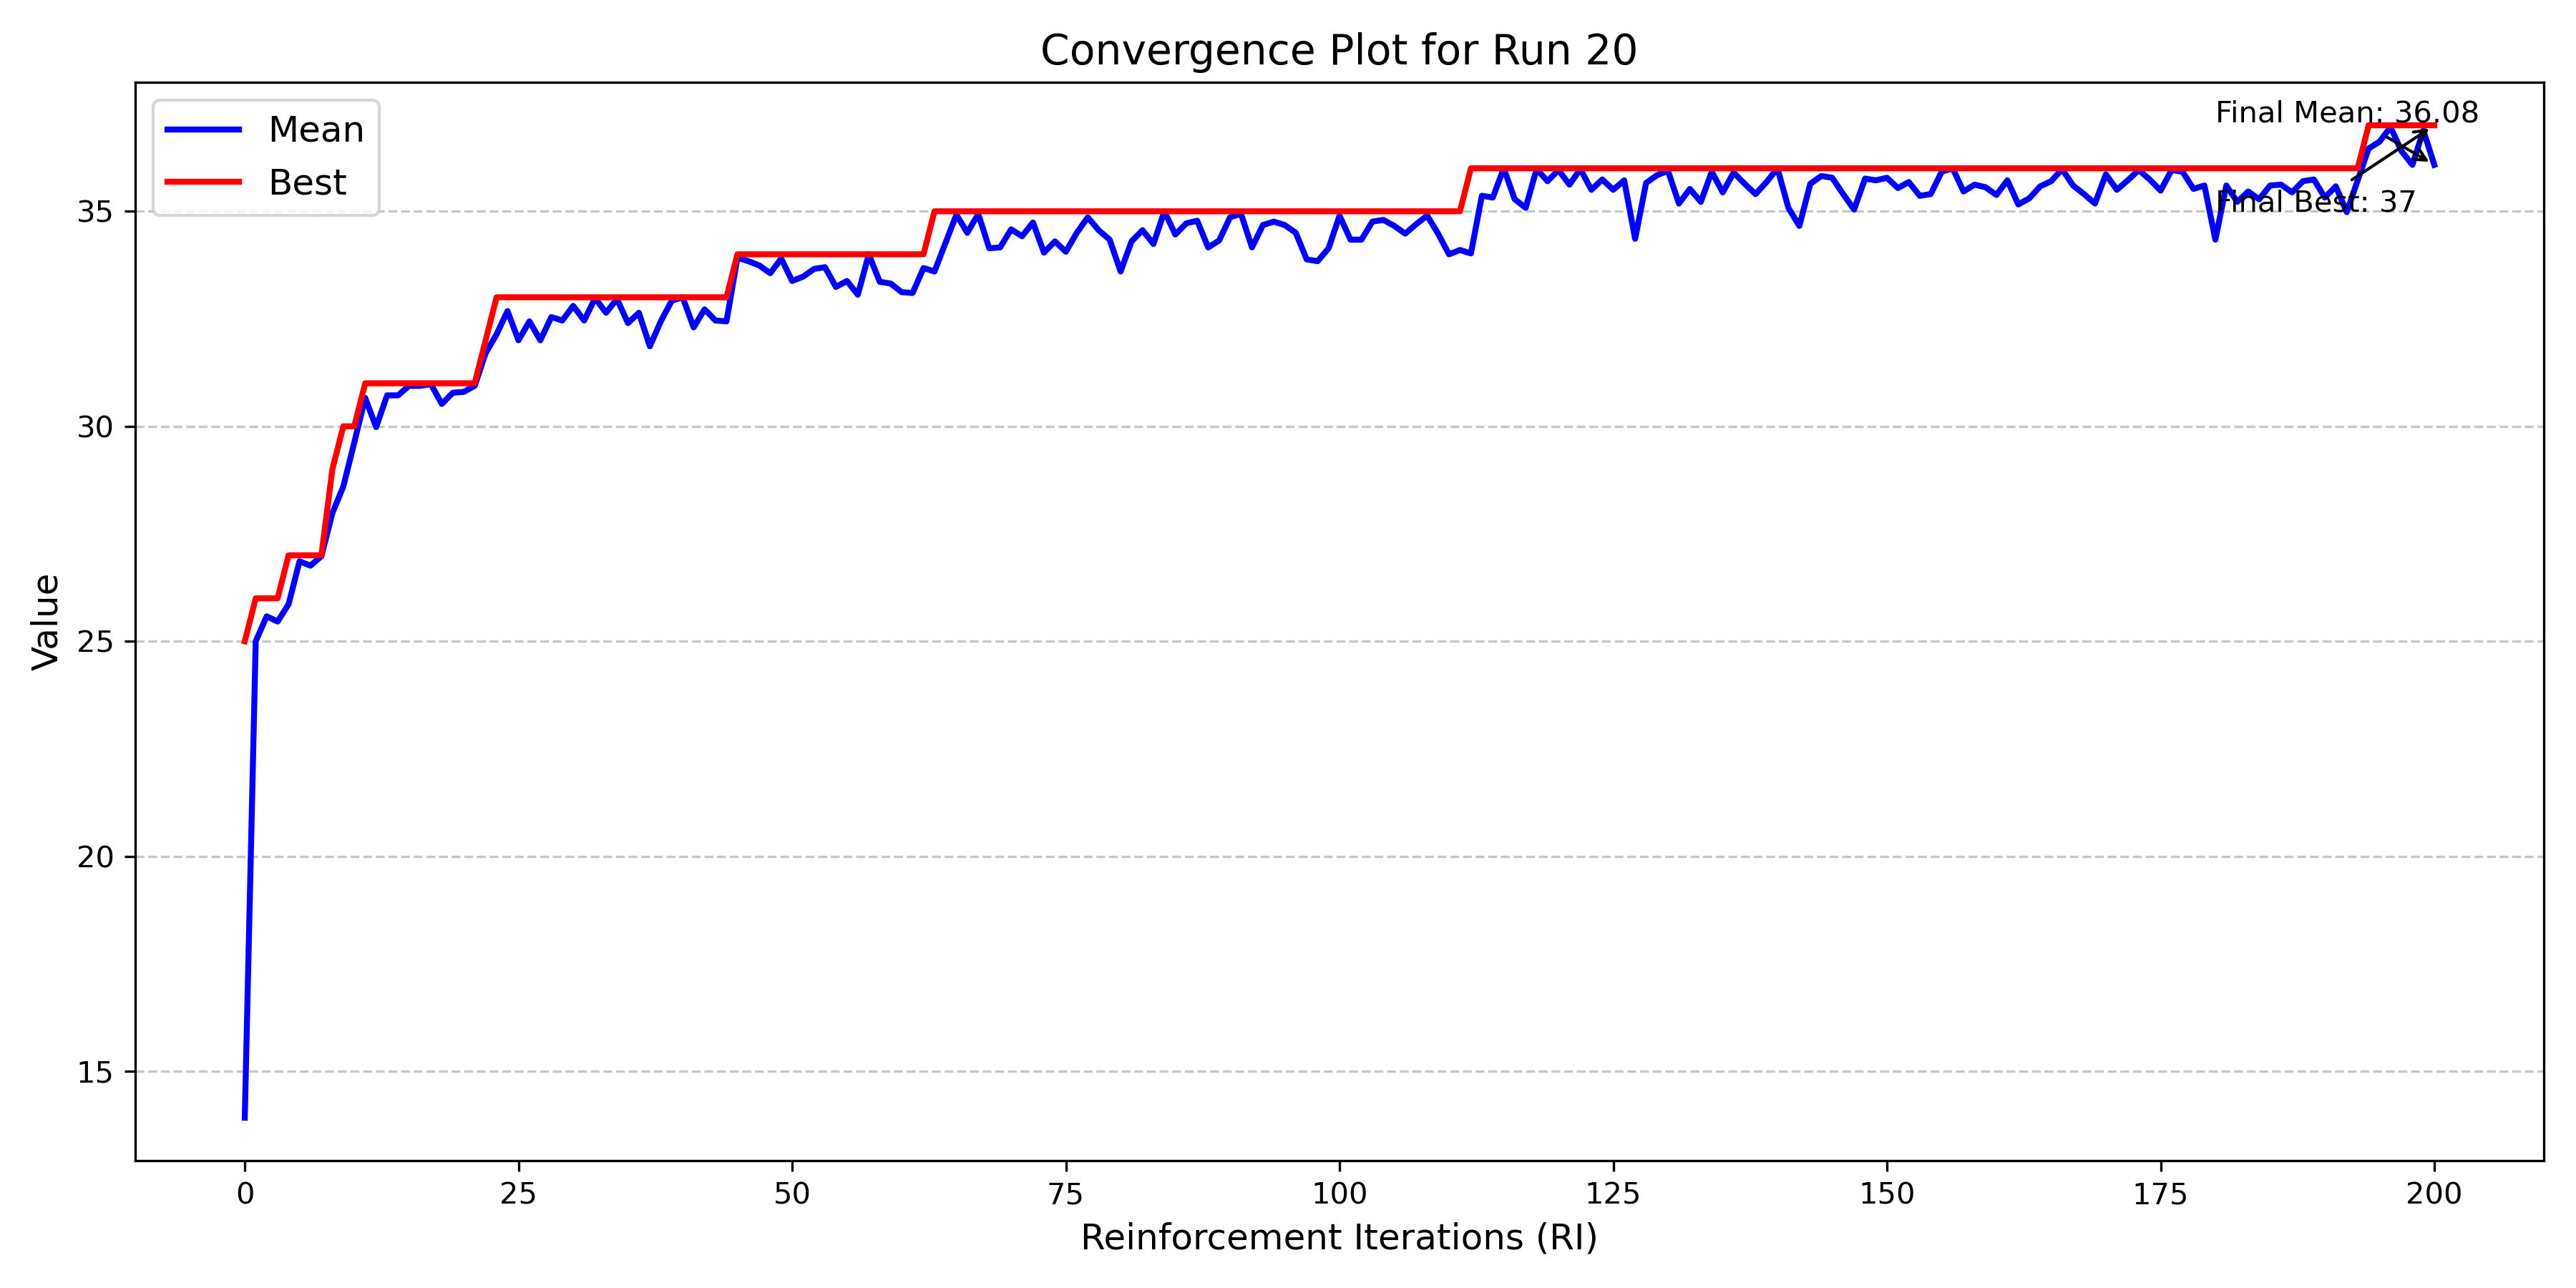 Convergence Plot for Run 20
Mean
Best
Final Mean: 36.08
Final Best: 37
35
30
25
20
15
Value
0 25 50 75 100 125 150 175 200
Reinforcement Iterations (RI)